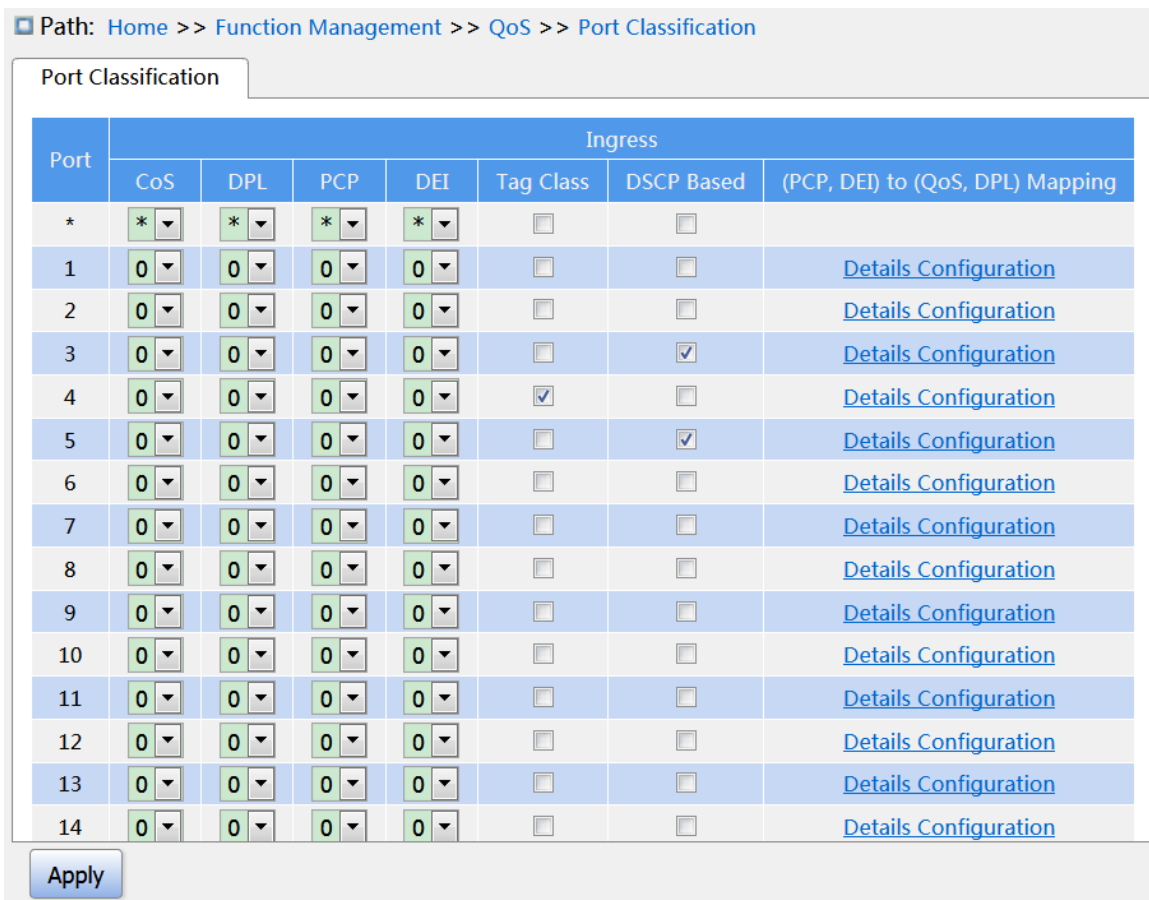 Path: Home >> Function Management >> QoS >> Port Classification
Port Classification
Port Ingress
CoS DPL PCP DEI Tag Class DSCP Based (PCP, DEI) to (QoS, DPL) Mapping
* * * * *
1 0 0 0 0 Details Configuration
2 0 0 0 0 Details Configuration
3 0 0 0 0 Details Configuration
4 0 0 0 0 Details Configuration
5 0 0 0 0 Details Configuration
6 0 0 0 0 Details Configuration
7 0 0 0 0 Details Configuration
8 0 0 0 0 Details Configuration
9 0 0 0 0 Details Configuration
10 0 0 0 0 Details Configuration
11 0 0 0 0 Details Configuration
12 0 0 0 0 Details Configuration
13 0 0 0 0 Details Configuration
14 0 0 0 0 Details Configuration
Apply